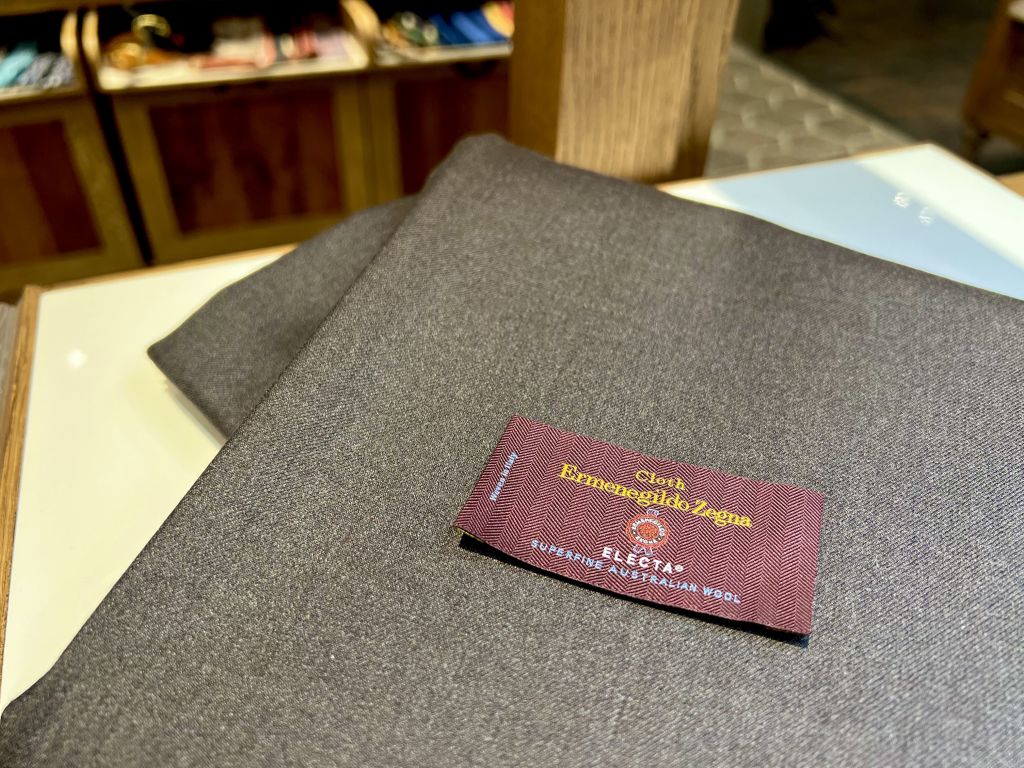 Cloth
Ermenegildo Zegna
ELECTA®
SUPERFINE AUSTRALIAN WOOL